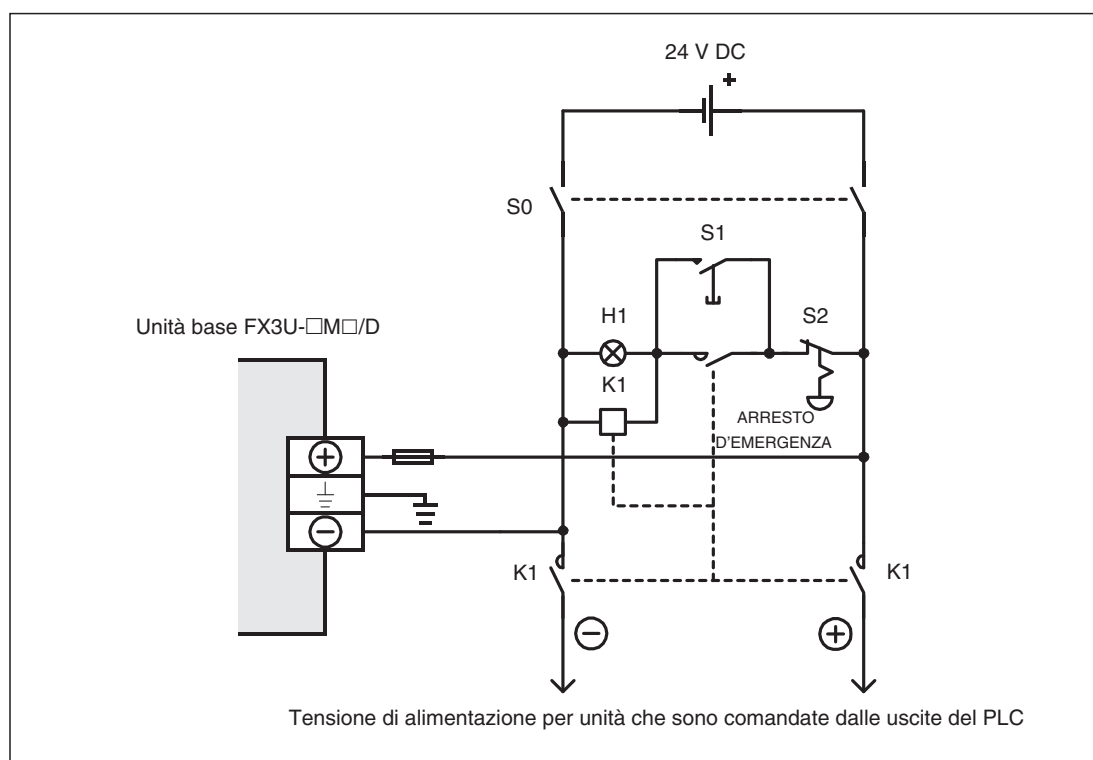 24 V DC
+
S0
S1
Unità base FX3U-□M□/D
H1
S2
K1
ARRESTO
D'EMERGENZA
+
−
K1
K1
−
+
Tensione di alimentazione per unità che sono comandate dalle uscite del PLC